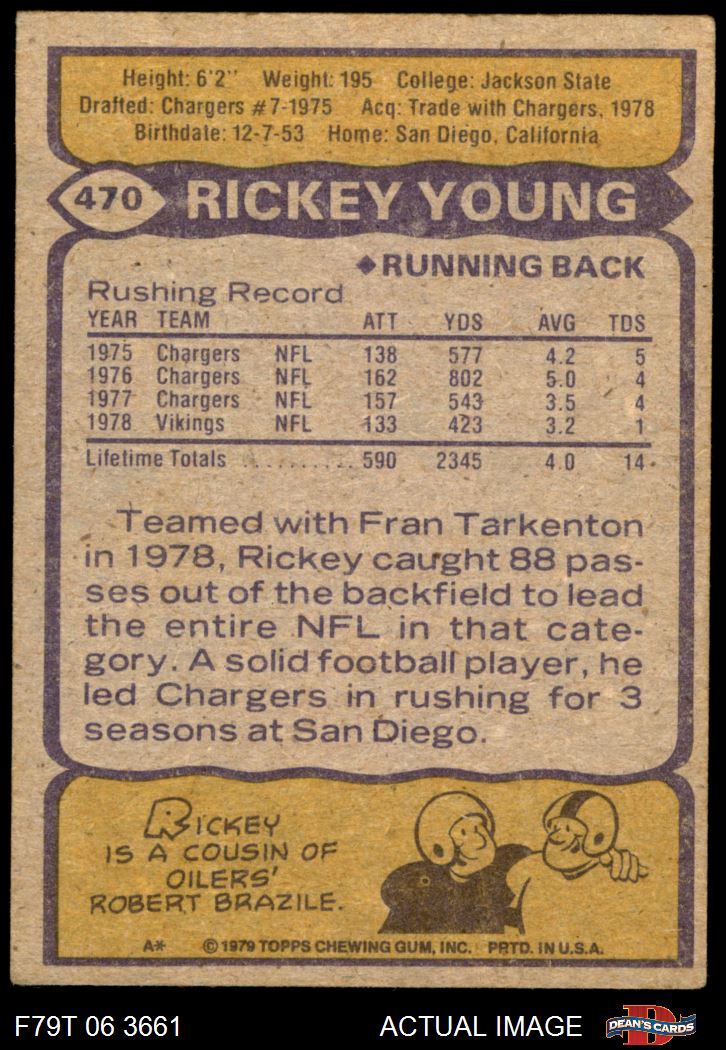 Height: 6'2" Weight: 195 College: Jackson State
Drafted: Chargers #7-1975 Acq: Trade with Chargers, 1978
Birthdate: 12-7-53 Home: San Diego, California
470 RICKEY YOUNG
◆RUNNING BACK
Rushing Record
YEAR TEAM ATT YDS AVG TDS
1975 Chargers NFL 138 577 4.2 5
1976 Chargers NFL 162 802 5.0 4
1977 Chargers NFL 157 543 3.5 4
1978 Vikings NFL 133 423 3.2 1
Lifetime Totals .......... 590 2345 4.0 14
Teamed with Fran Tarkenton
in 1978, Rickey caught 88 pas-
ses out of the backfield to lead
the entire NFL in that cate-
gory. A solid football player, he
led Chargers in rushing for 3
seasons at San Diego.
RICKEY
IS A COUSIN OF
OILERS'
ROBERT BRAZILE.
A* ©1979 TOPPS CHEWING GUM, INC. PRTD. IN U.S.A.
F79T 06 3661 ACTUAL IMAGE DEAN'S CARDS